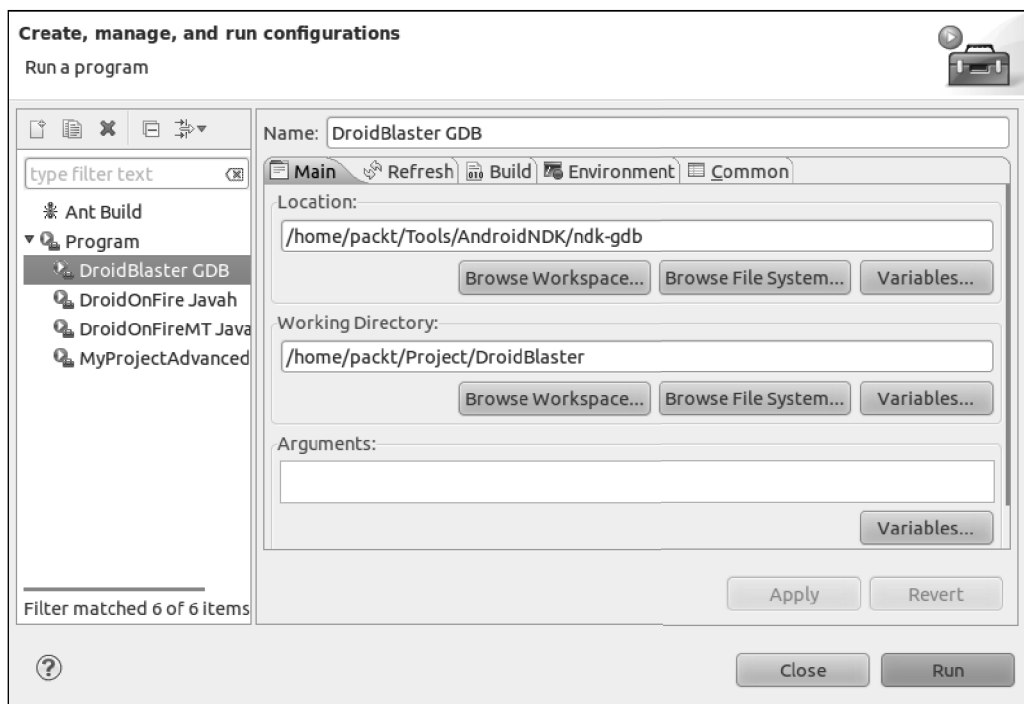 Create, manage, and run configurations
Run a program
type filter text
Ant Build
Program
DroidBlaster GDB
DroidOnFire Javah
DroidOnFireMT Java
MyProjectAdvanced
Filter matched 6 of 6 items
Name: DroidBlaster GDB
Main Refresh Build Environment Common
Location:
/home/packt/Tools/AndroidNDK/ndk-gdb
Browse Workspace... Browse File System... Variables...
Working Directory:
/home/packt/Project/DroidBlaster
Browse Workspace... Browse File System... Variables...
Arguments:
Variables...
Apply Revert
Close Run